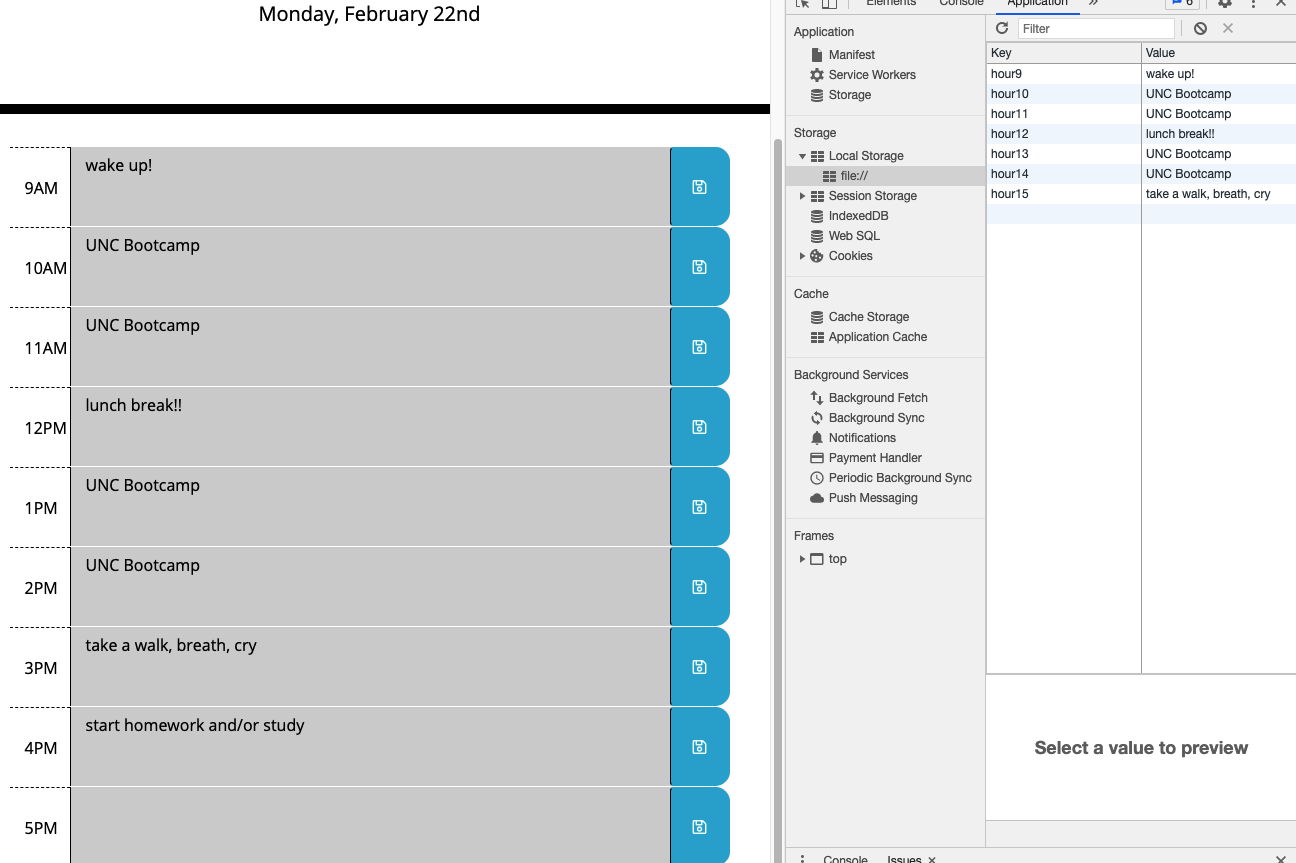 Monday, February 22nd
9AM wake up!
10AM UNC Bootcamp
11AM UNC Bootcamp
12PM lunch break!!
1PM UNC Bootcamp
2PM UNC Bootcamp
3PM take a walk, breath, cry
4PM start homework and/or study
5PM
Elements Console Application » 6
Application
Manifest
Service Workers
Storage
Storage
Local Storage
file://
Session Storage
IndexedDB
Web SQL
Cookies
Cache
Cache Storage
Application Cache
Background Services
Background Fetch
Background Sync
Notifications
Payment Handler
Periodic Background Sync
Push Messaging
Frames
top
Filter
Key Value
hour9 wake up!
hour10 UNC Bootcamp
hour11 UNC Bootcamp
hour12 lunch break!!
hour13 UNC Bootcamp
hour14 UNC Bootcamp
hour15 take a walk, breath, cry
Select a value to preview
Console Issues